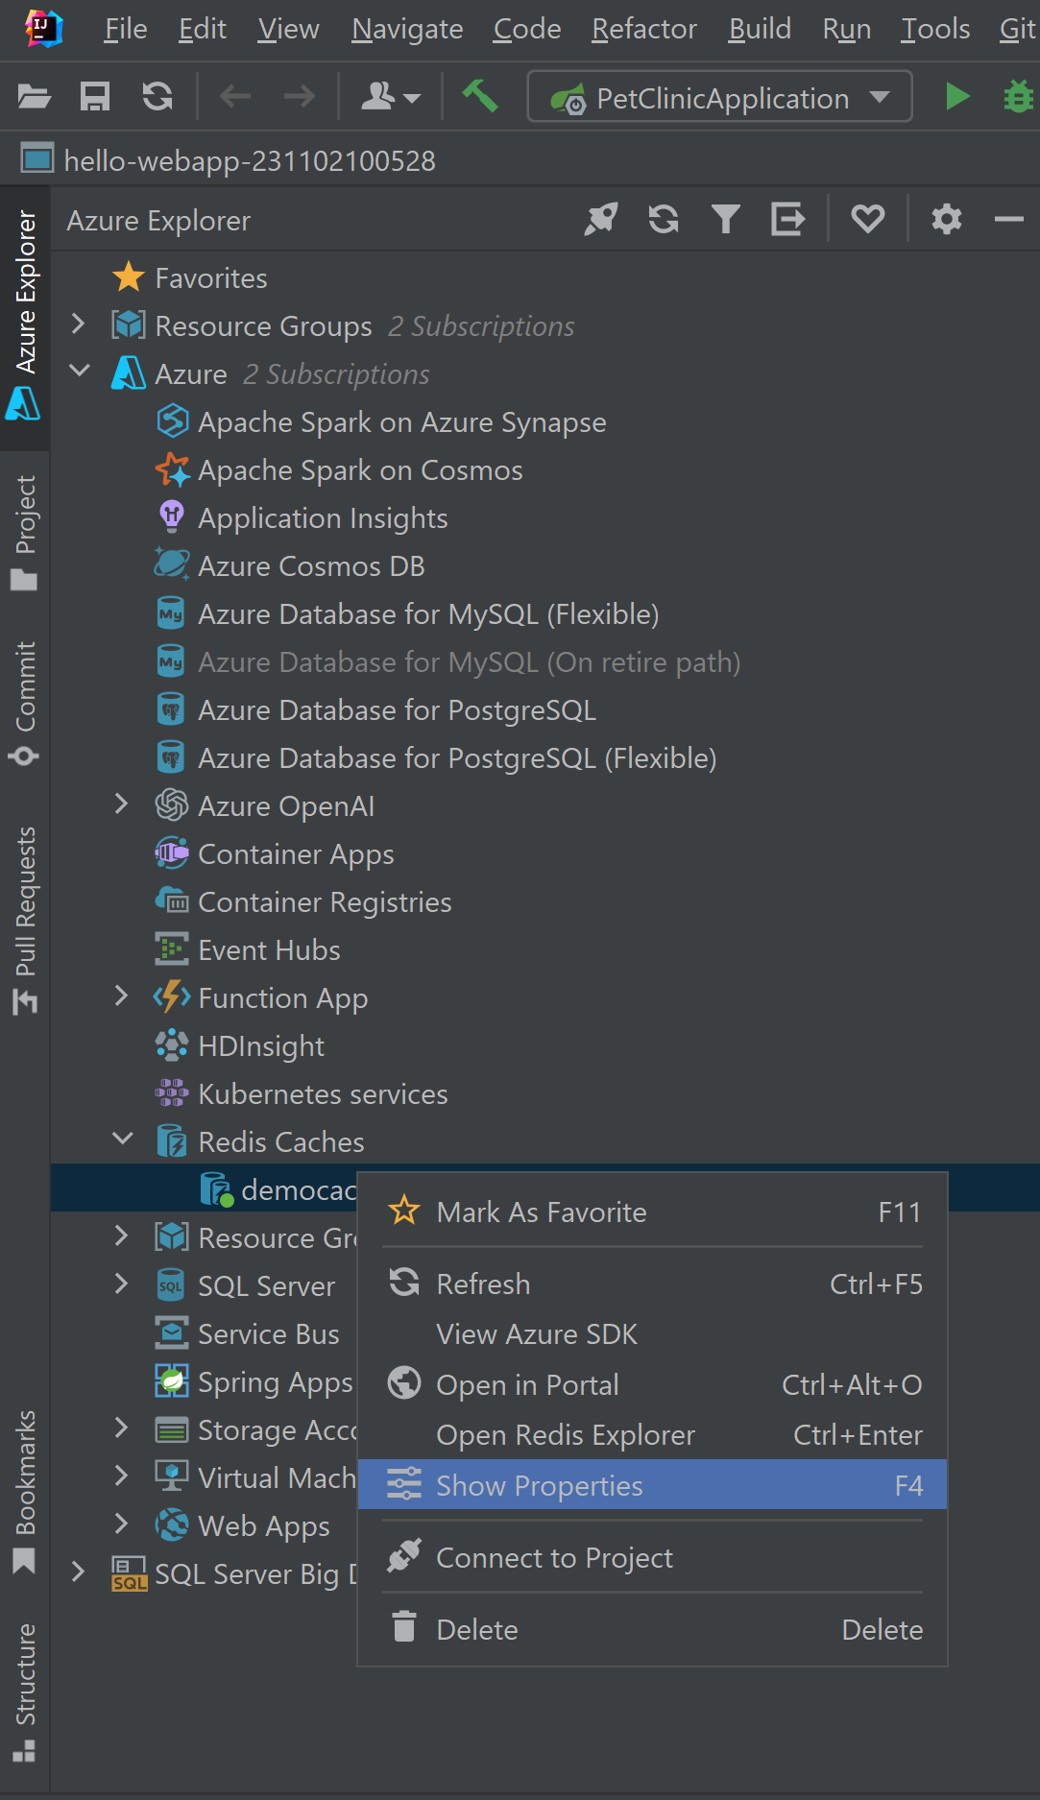 IJ File Edit View Navigate Code Refactor Build Run Tools Git
PetClinicApplication
hello-webapp-231102100528
Azure Explorer
Azure Explorer
Favorites
Resource Groups 2 Subscriptions
Azure 2 Subscriptions
Apache Spark on Azure Synapse
Apache Spark on Cosmos
Application Insights
Azure Cosmos DB
My Azure Database for MySQL (Flexible)
My Azure Database for MySQL (On retire path)
Azure Database for PostgreSQL
Azure Database for PostgreSQL (Flexible)
Azure OpenAI
Container Apps
Container Registries
Event Hubs
Function App
HDInsight
Kubernetes services
Redis Caches
democac
Resource Gr
SQL SQL Server
Service Bus
Spring Apps
Storage Acc
Virtual Mach
Web Apps
SQL SQL Server Big D
Mark As Favorite F11
Refresh Ctrl+F5
View Azure SDK
Open in Portal Ctrl+Alt+O
Open Redis Explorer Ctrl+Enter
Show Properties F4
Connect to Project
Delete Delete
Project
Commit
Pull Requests
Bookmarks
Structure